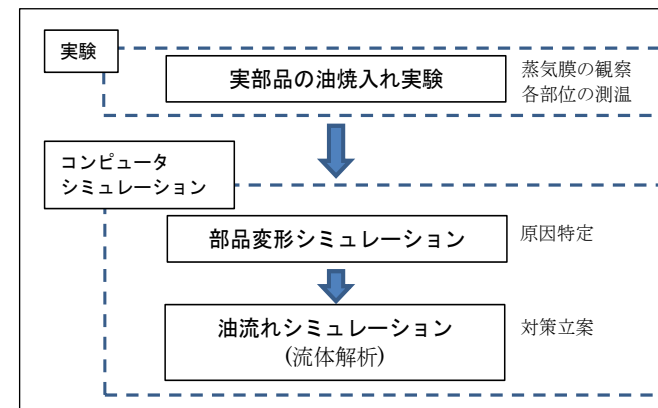 実験
実部品の油焼入れ実験
蒸気膜の観察
各部位の測温
コンピュータ
シミュレーション
部品変形シミュレーション
原因特定
油流れシミュレーション
(流体解析)
対策立案